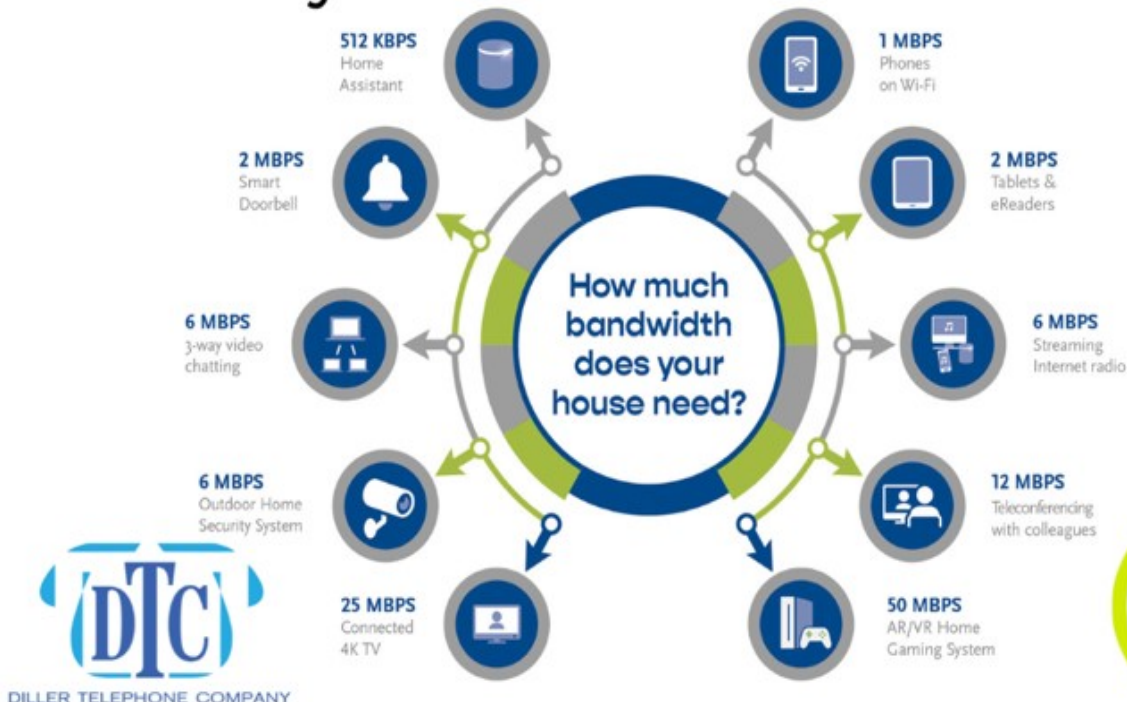 512 KBPS
Home
Assistant
1 MBPS
Phones
on Wi-Fi
2 MBPS
Smart
Doorbell
2 MBPS
Tablets &
eReaders
How much
bandwidth
does your
house need?
6 MBPS
3-way video
chatting
6 MBPS
Streaming
Internet radio
6 MBPS
Outdoor Home
Security System
12 MBPS
Teleconferencing
with colleagues
25 MBPS
Connected
4K TV
50 MBPS
AR/VR Home
Gaming System
DTC
DILLER TELEPHONE COMPANY